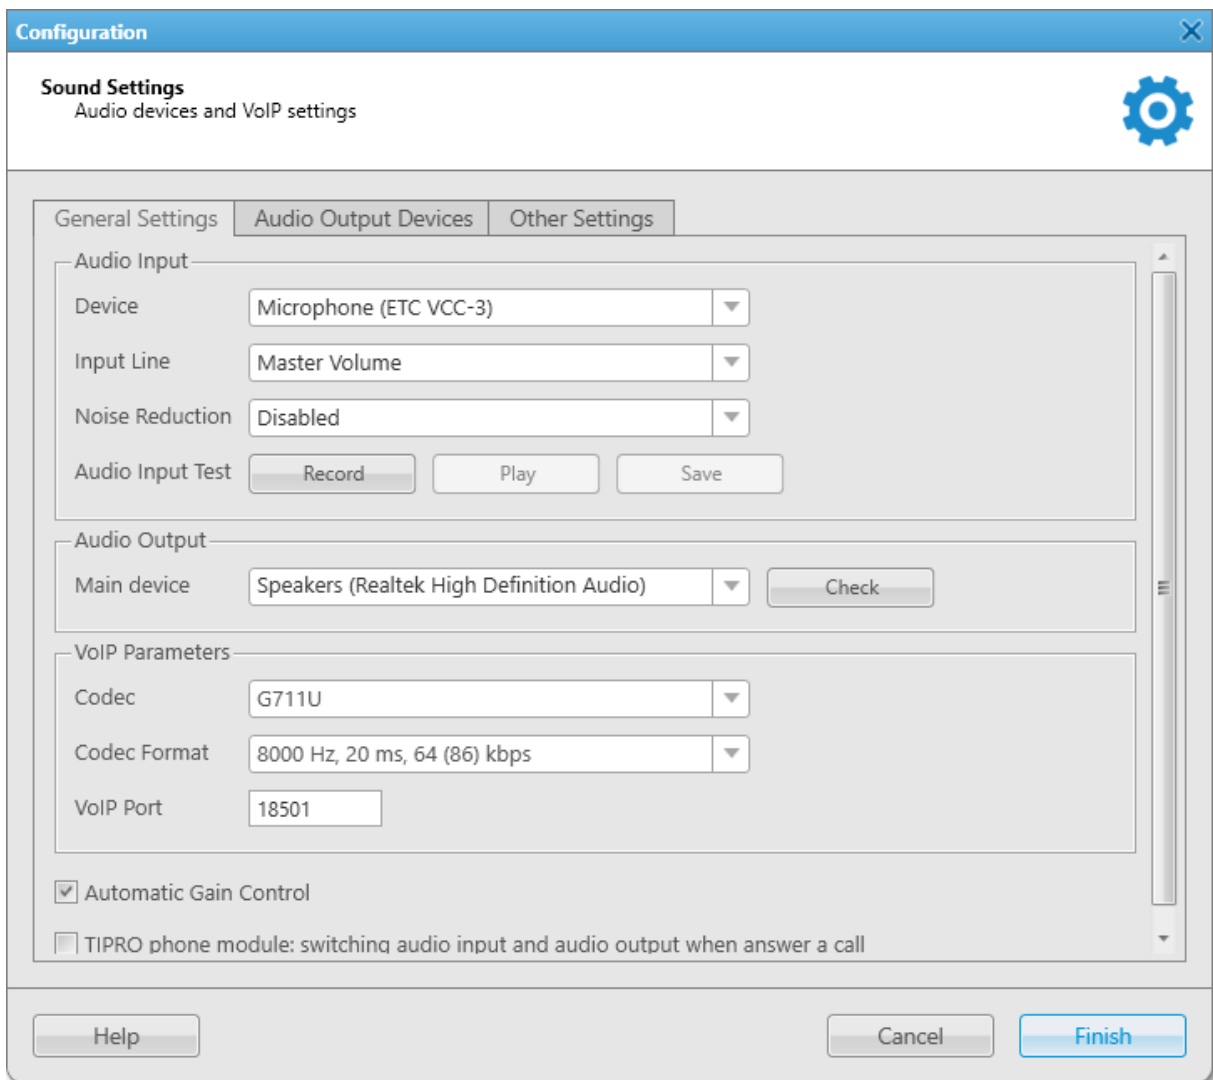 Configuration
Sound Settings
Audio devices and VoIP settings
General Settings Audio Output Devices Other Settings
Audio Input
Device Microphone (ETC VCC-3)
Input Line Master Volume
Noise Reduction Disabled
Audio Input Test Record Play Save
Audio Output
Main device Speakers (Realtek High Definition Audio) Check
VoIP Parameters
Codec G711U
Codec Format 8000 Hz, 20 ms, 64 (86) kbps
VoIP Port 18501
Automatic Gain Control
TIPRO phone module: switching audio input and audio output when answer a call
Help Cancel Finish